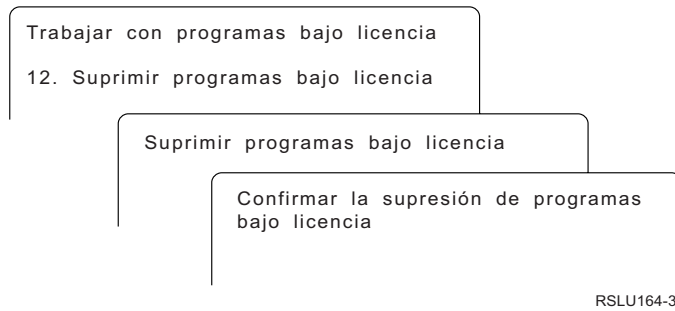 Trabajar con programas bajo licencia
12. Suprimir programas bajo licencia
Suprimir programas bajo licencia
Confirmar la supresión de programas
bajo licencia
RSLU164-3